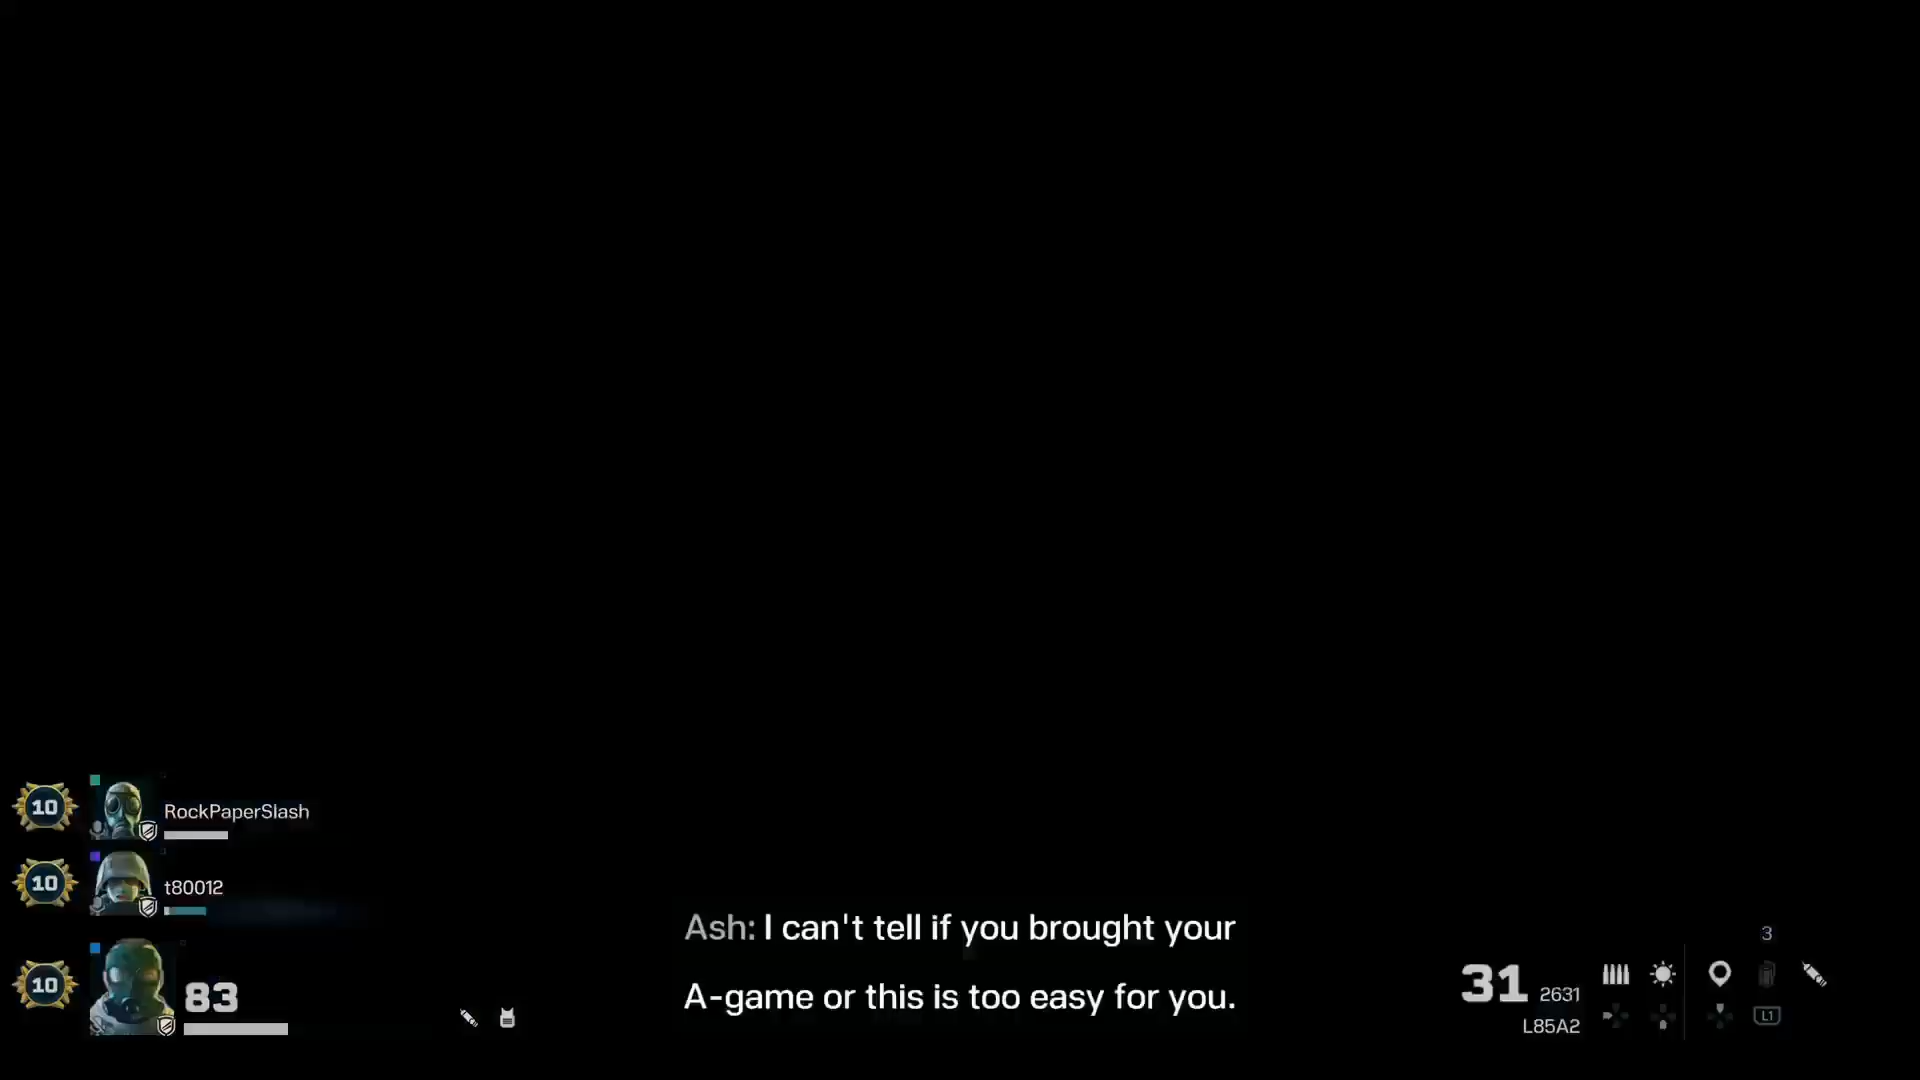 10
RockPaperSlash
10
t80012
10
83
Ash: I can't tell if you brought your
A-game or this is too easy for you.
3
31 2631
L85A2
L1